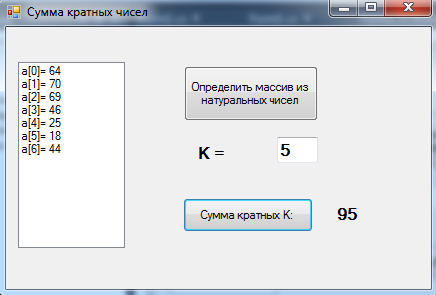 Сумма кратных чисел
a[0]= 64
a[1]= 70
a[2]= 69
a[3]= 46
a[4]= 25
a[5]= 18
a[6]= 44
Определить массив из
натуральных чисел
K =
5
Сумма кратных K:
95